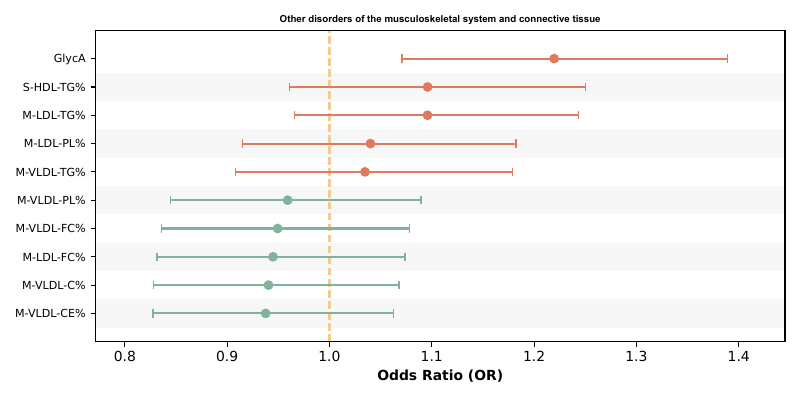 Other disorders of the musculoskeletal system and connective tissue
GlycA
S-HDL-TG%
M-LDL-TG%
M-LDL-PL%
M-VLDL-TG%
M-VLDL-PL%
M-VLDL-FC%
M-LDL-FC%
M-VLDL-C%
M-VLDL-CE%
0.8 0.9 1.0 1.1 1.2 1.3 1.4
Odds Ratio (OR)